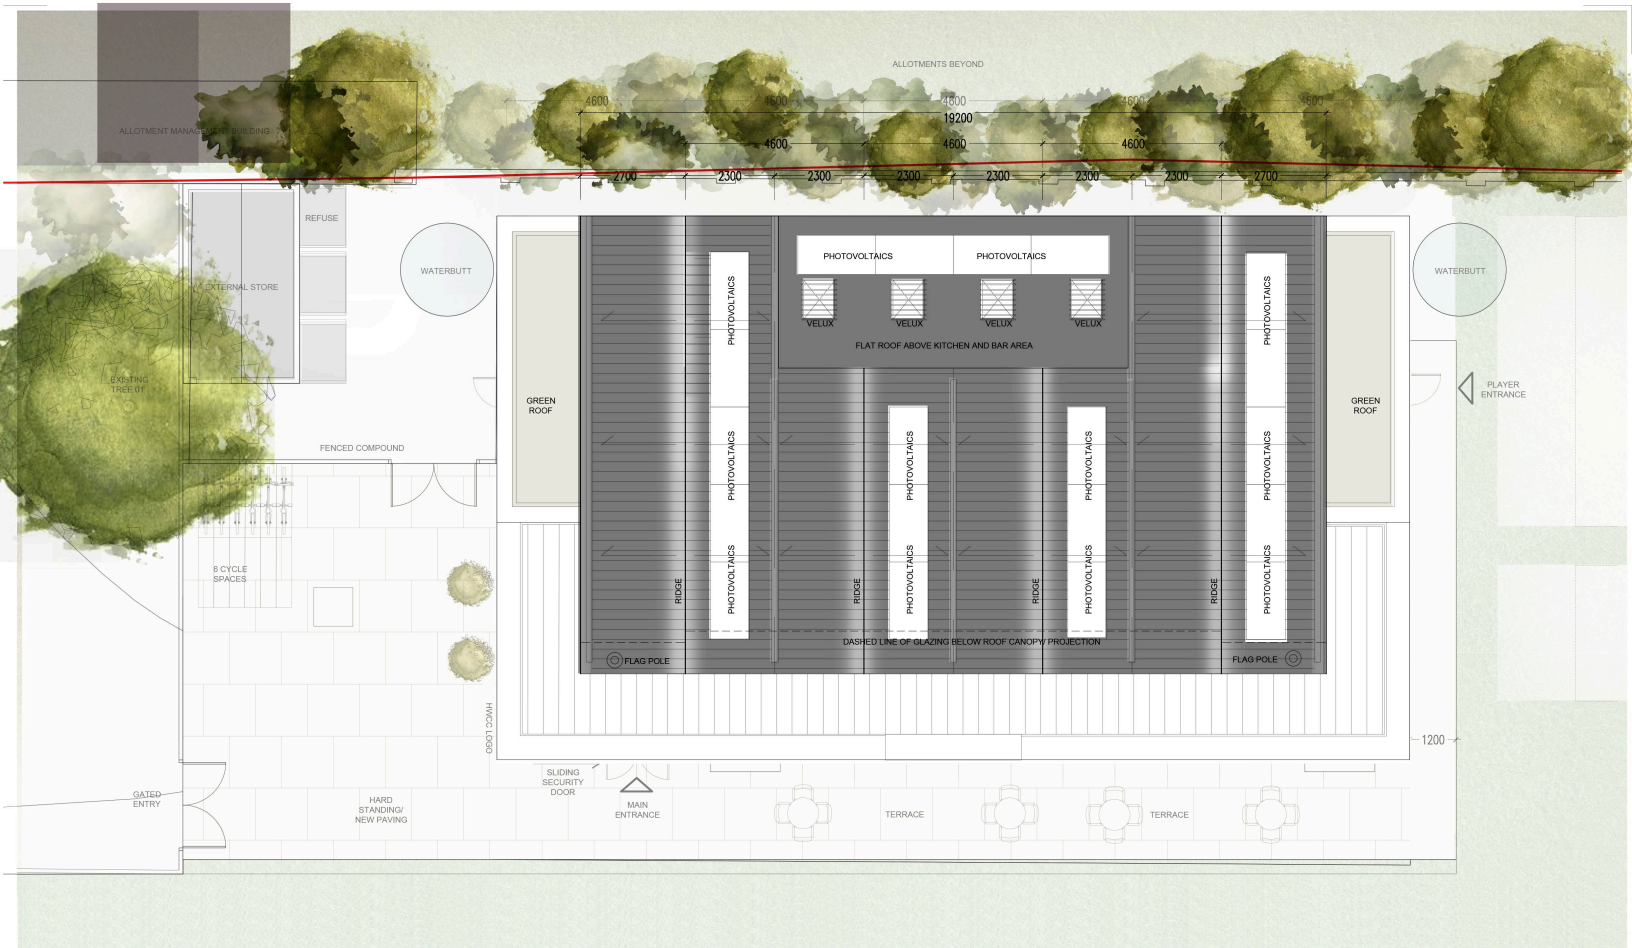 ALLOTMENTS BEYOND
4600
4600
4600
4600
4600
19200
ALLOTMENT MANAGEMENT BUILDING
4600
4600
4600
2700
2300
2300
2300
2300
2300
2300
2700
REFUSE
WATERBUTT
EXTERNAL STORE
PHOTOVOLTAICS
PHOTOVOLTAICS
WATERBUTT
PHOTOVOLTAICS
PHOTOVOLTAICS
VELUX
VELUX
VELUX
VELUX
FLAT ROOF ABOVE KITCHEN AND BAR AREA
EXISTING
TREE 01
PLAYER
ENTRANCE
GREEN
ROOF
GREEN
ROOF
FENCED COMPOUND
PHOTOVOLTAICS
PHOTOVOLTAICS
PHOTOVOLTAICS
PHOTOVOLTAICS
8 CYCLE
SPACES
RIDGE
PHOTOVOLTAICS
RIDGE
PHOTOVOLTAICS
RIDGE
PHOTOVOLTAICS
RIDGE
PHOTOVOLTAICS
DASHED LINE OF GLAZING BELOW ROOF CANOPY/ PROJECTION
FLAG POLE
FLAG POLE
HWCC LOGO
1200
SLIDING
SECURITY
DOOR
GATED
ENTRY
HARD
STANDING/
NEW PAVING
MAIN
ENTRANCE
TERRACE
TERRACE